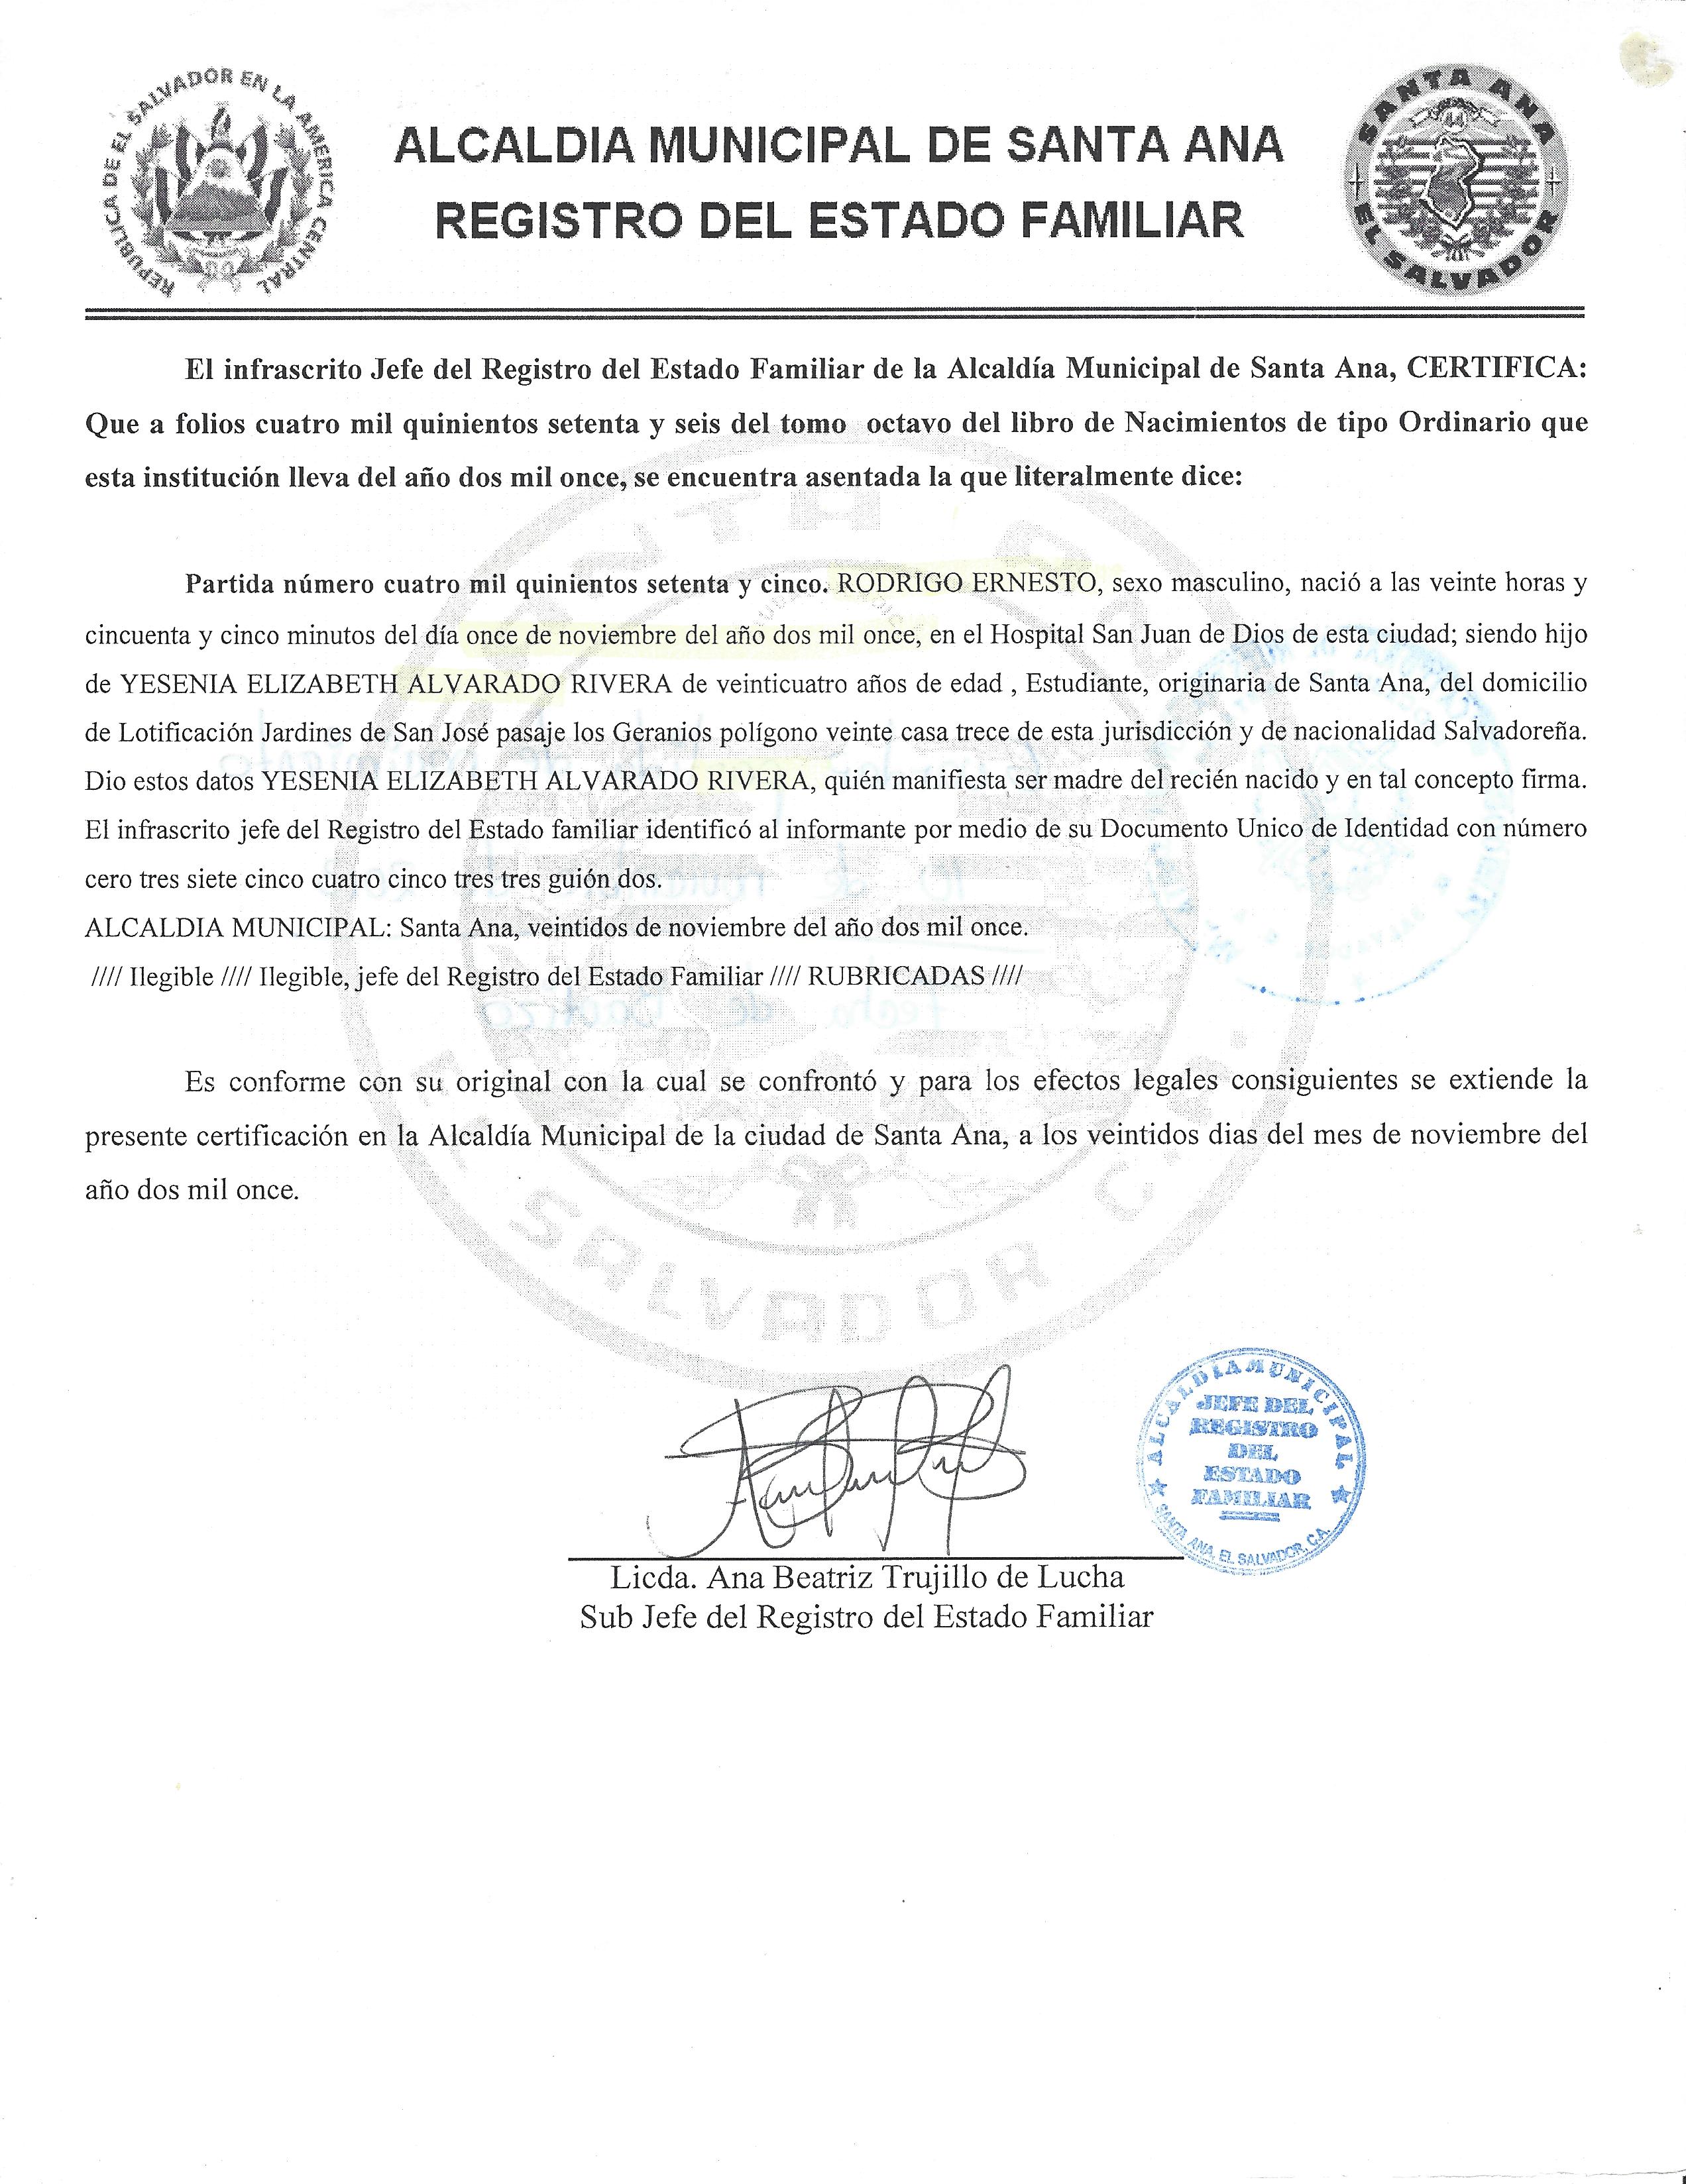 REPUBLICA DE EL SALVADOR EN LA AMERICA CENTRAL
ALCALDIA MUNICIPAL DE SANTA ANA
REGISTRO DEL ESTADO FAMILIAR
SANTA ANA
44
EL SALVADOR
El infrascrito Jefe del Registro del Estado Familiar de la Alcaldía Municipal de Santa Ana, CERTIFICA:
Que a folios cuatro mil quinientos setenta y seis del tomo octavo del libro de Nacimientos de tipo Ordinario que
esta institución lleva del año dos mil once, se encuentra asentada la que literalmente dice:
Partida número cuatro mil quinientos setenta y cinco. RODRIGO ERNESTO, sexo masculino, nació a las veinte horas y
cincuenta y cinco minutos del día once de noviembre del año dos mil once, en el Hospital San Juan de Dios de esta ciudad; siendo hijo
de YESENIA ELIZABETH ALVARADO RIVERA de veinticuatro años de edad , Estudiante, originaria de Santa Ana, del domicilio
de Lotificación Jardines de San José pasaje los Geranios polígono veinte casa trece de esta jurisdicción y de nacionalidad Salvadoreña.
Dio estos datos YESENIA ELIZABETH ALVARADO RIVERA, quién manifiesta ser madre del recién nacido y en tal concepto firma.
El infrascrito jefe del Registro del Estado familiar identificó al informante por medio de su Documento Unico de Identidad con número
cero tres siete cinco cuatro cinco tres tres guión dos.
ALCALDIA MUNICIPAL: Santa Ana, veintidos de noviembre del año dos mil once.
//// Ilegible //// Ilegible, jefe del Registro del Estado Familiar //// RUBRICADAS ////
Es conforme con su original con la cual se confrontó y para los efectos legales consiguientes se extiende la
presente certificación en la Alcaldía Municipal de la ciudad de Santa Ana, a los veintidos dias del mes de noviembre del
año dos mil once.
SALVADOR C.A.
ALCALDIA MUNICIPAL
JEFE DEL
REGISTRO
DEL
ESTADO
FAMILIAR
SANTA ANA, EL SALVADOR, C.A.
Licda. Ana Beatriz Trujillo de Lucha
Sub Jefe del Registro del Estado Familiar